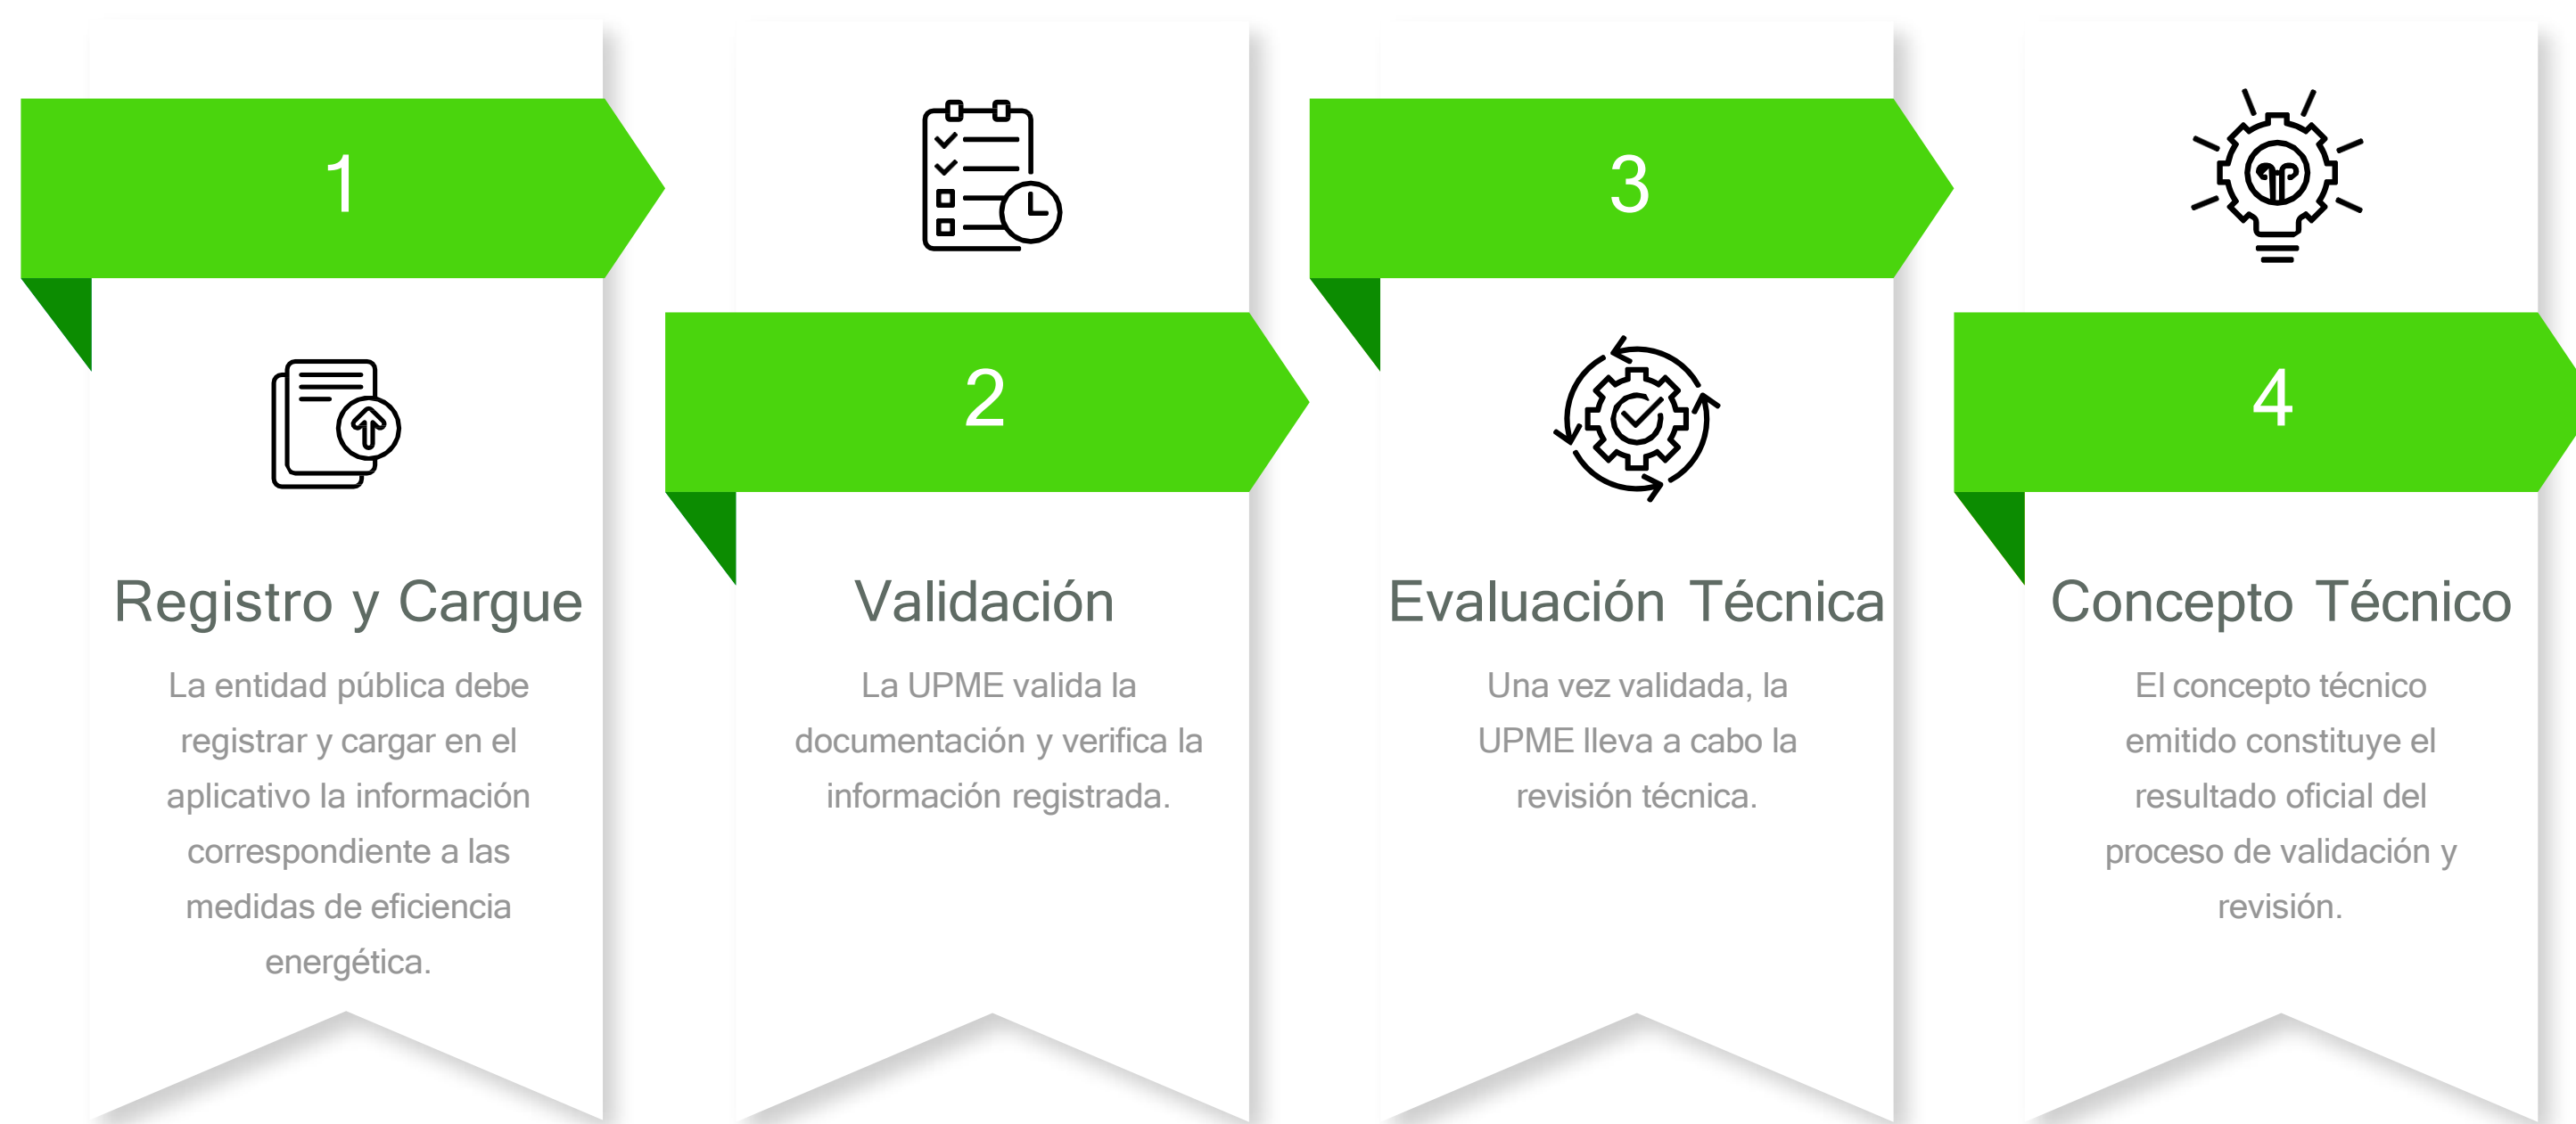 1
Registro y Cargue
La entidad pública debe
registrar y cargar en el
aplicativo la información
correspondiente a las
medidas de eficiencia
energética.
2
Validación
La UPME valida la
documentación y verifica la
información registrada.
3
Evaluación Técnica
Una vez validada, la
UPME lleva a cabo la
revisión técnica.
4
Concepto Técnico
El concepto técnico
emitido constituye el
resultado oficial del
proceso de validación y
revisión.